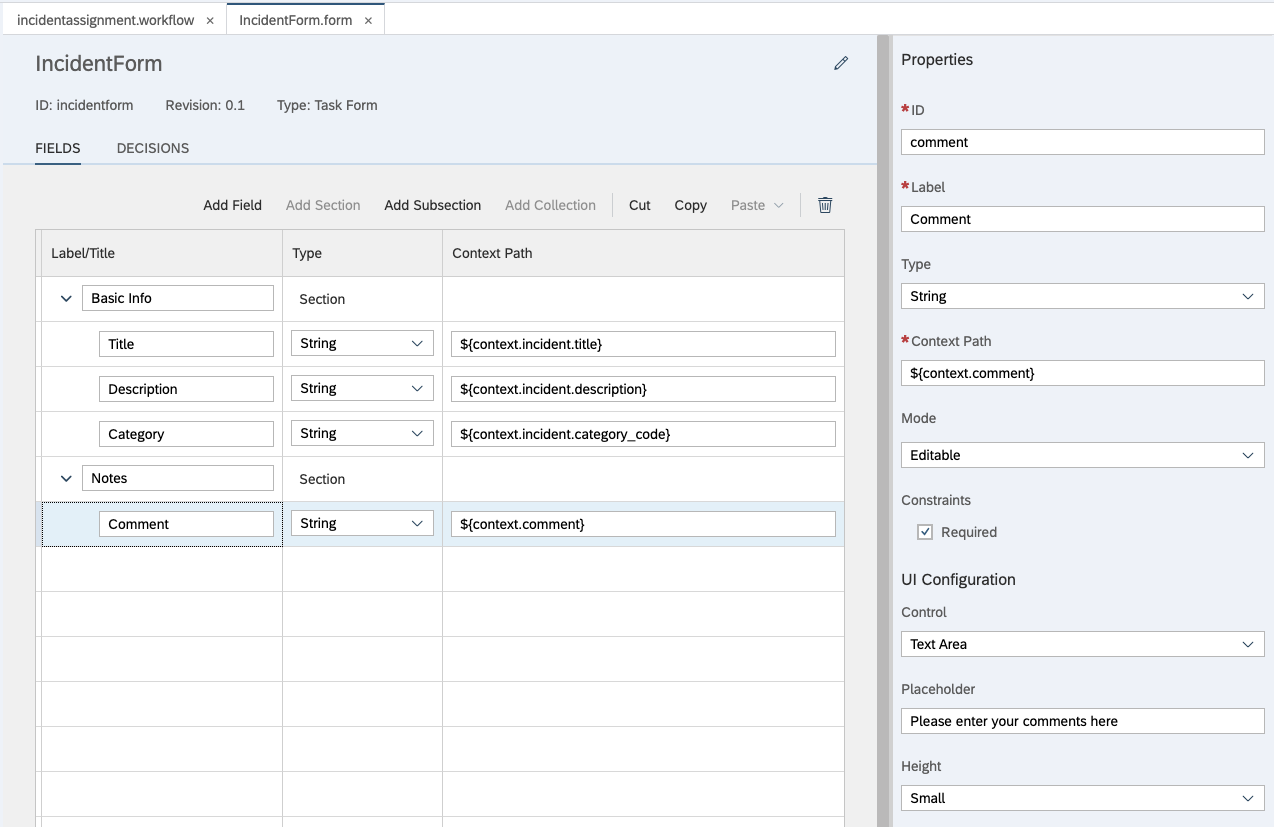 incidentassignment.workflow × IncidentForm.form ×
IncidentForm
ID: incidentform Revision: 0.1 Type: Task Form
FIELDS DECISIONS
Add Field Add Section Add Subsection Add Collection Cut Copy Paste
Label/Title Type Context Path
Basic Info Section
Title String ${context.incident.title}
Description String ${context.incident.description}
Category String ${context.incident.category_code}
Notes Section
Comment String ${context.comment}
Properties
*ID
comment
*Label
Comment
Type
String
*Context Path
${context.comment}
Mode
Editable
Constraints
Required
UI Configuration
Control
Text Area
Placeholder
Please enter your comments here
Height
Small